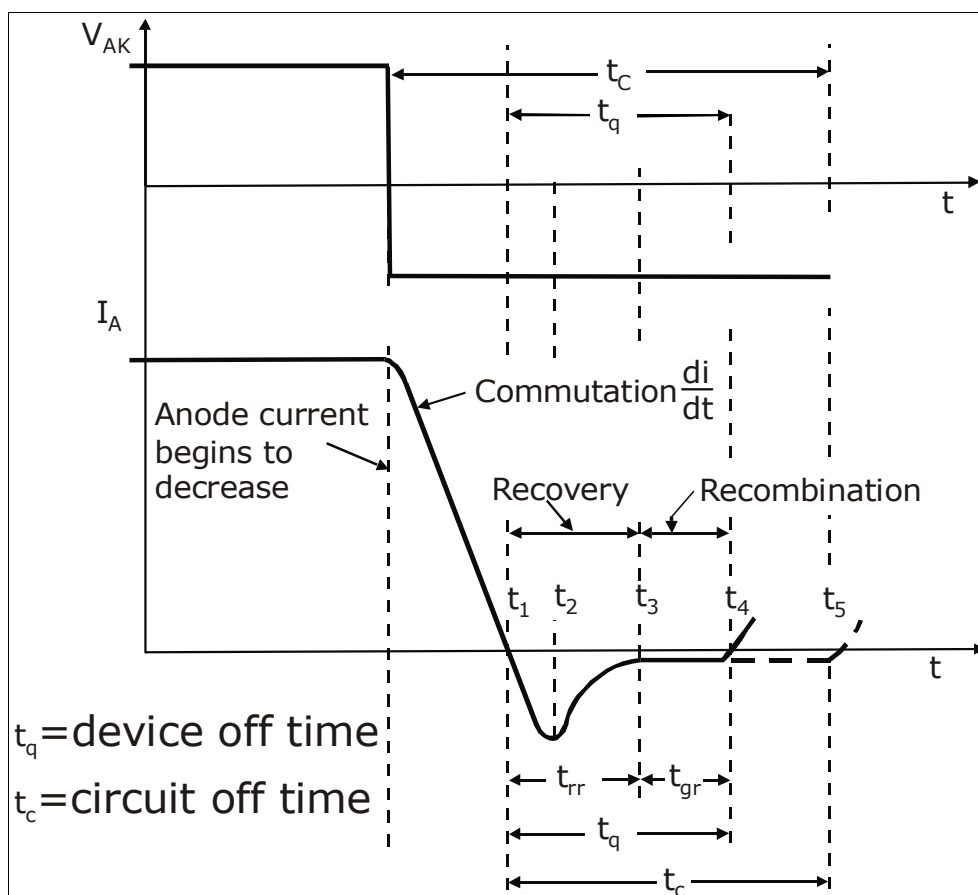 V_AK
t_C
t_q
t
I_A
Commutation di/dt
Anode current
begins to
decrease
Recovery
Recombination
t_1 t_2 t_3 t_4 t_5
t
t_q=device off time
t_c=circuit off time
t_rr t_gr
t_q
t_c